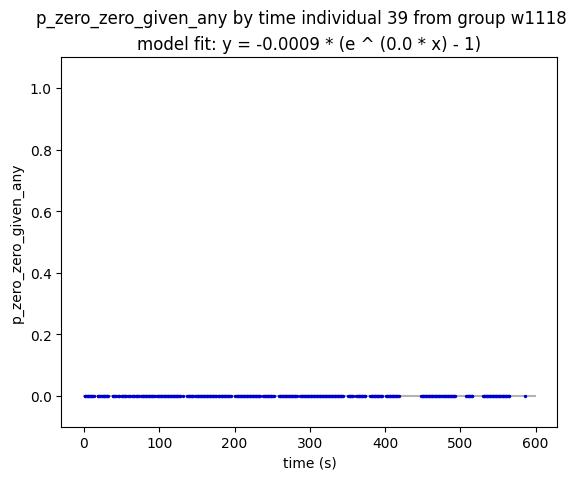 p_zero_zero_given_any by time individual 39 from group w1118
model fit: y = -0.0009 * (e ^ (0.0 * x) - 1)
1.0
0.8
0.6
0.4
0.2
0.0
p_zero_zero_given_any
0 100 200 300 400 500 600
time (s)